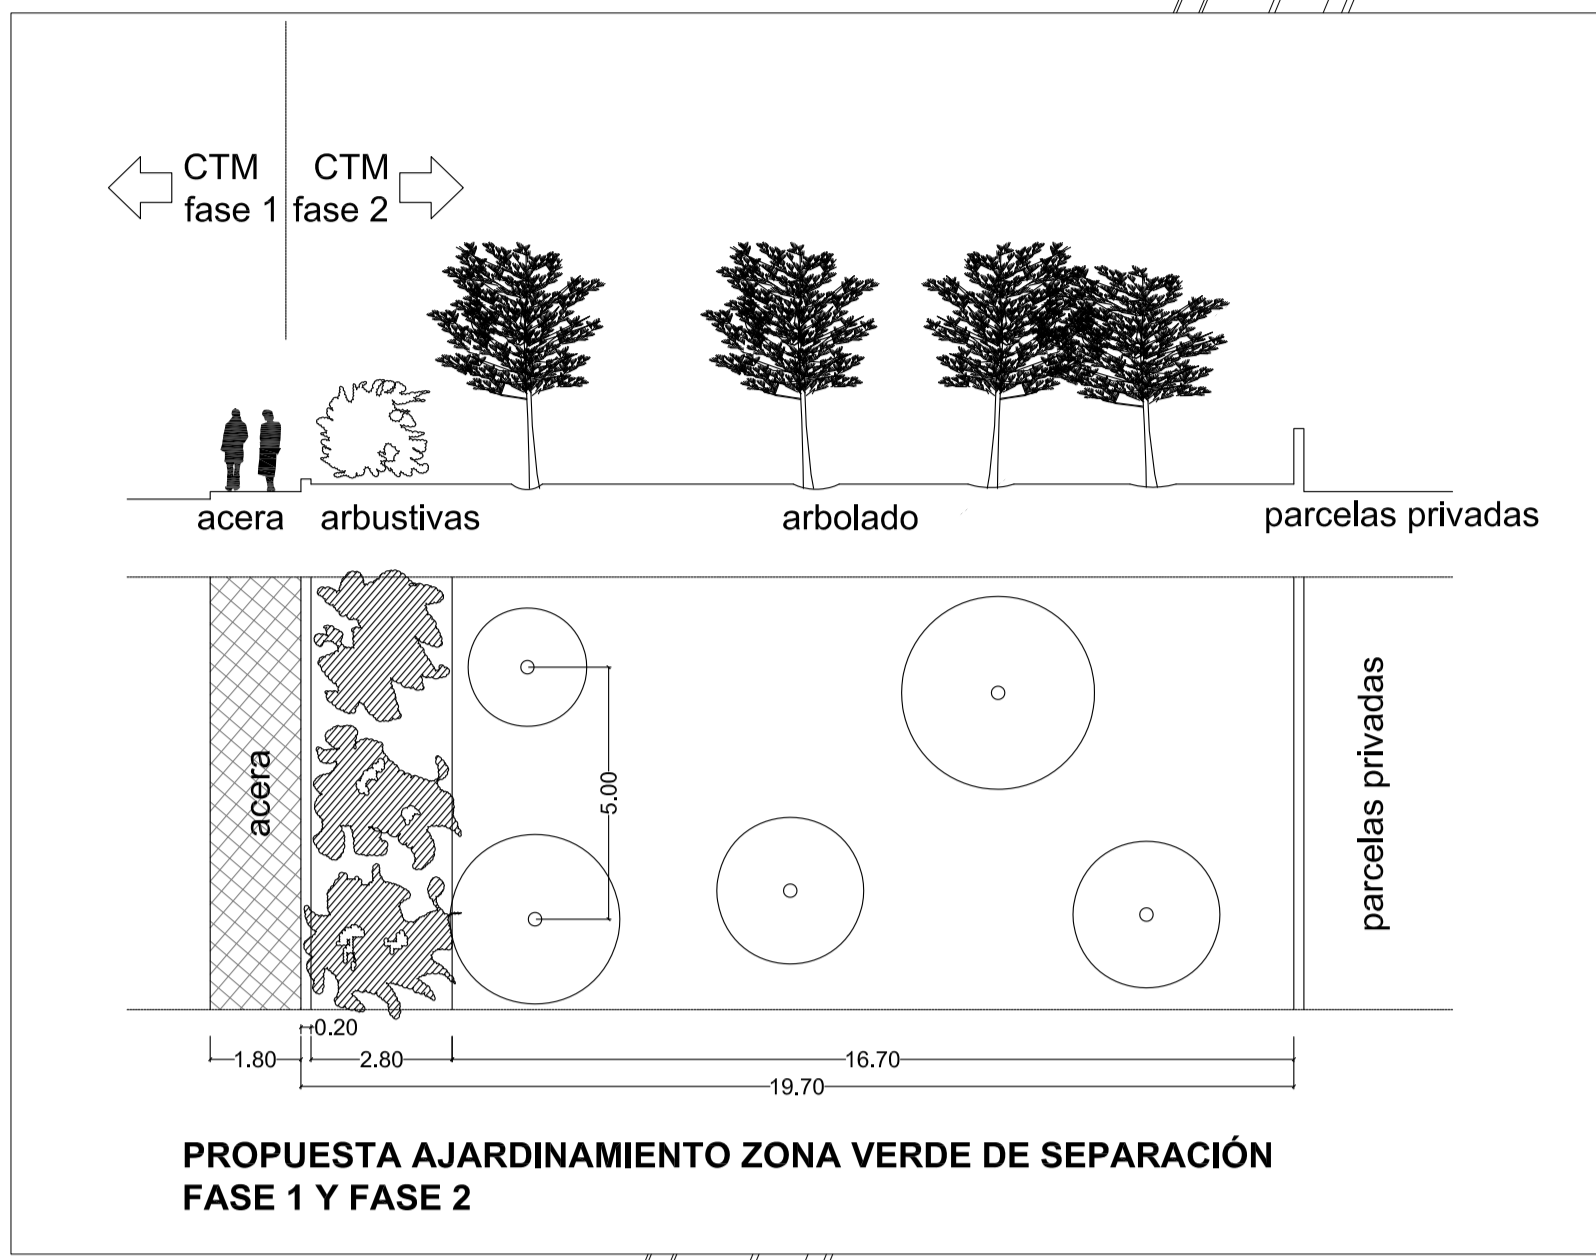 CTM
fase 1
CTM
fase 2
acera
arbustivas
arbolado
parcelas privadas
acera
5.00
parcelas privadas
0.20
1.80
2.80
16.70
19.70
PROPUESTA AJARDINAMIENTO ZONA VERDE DE SEPARACIÓN
FASE 1 Y FASE 2